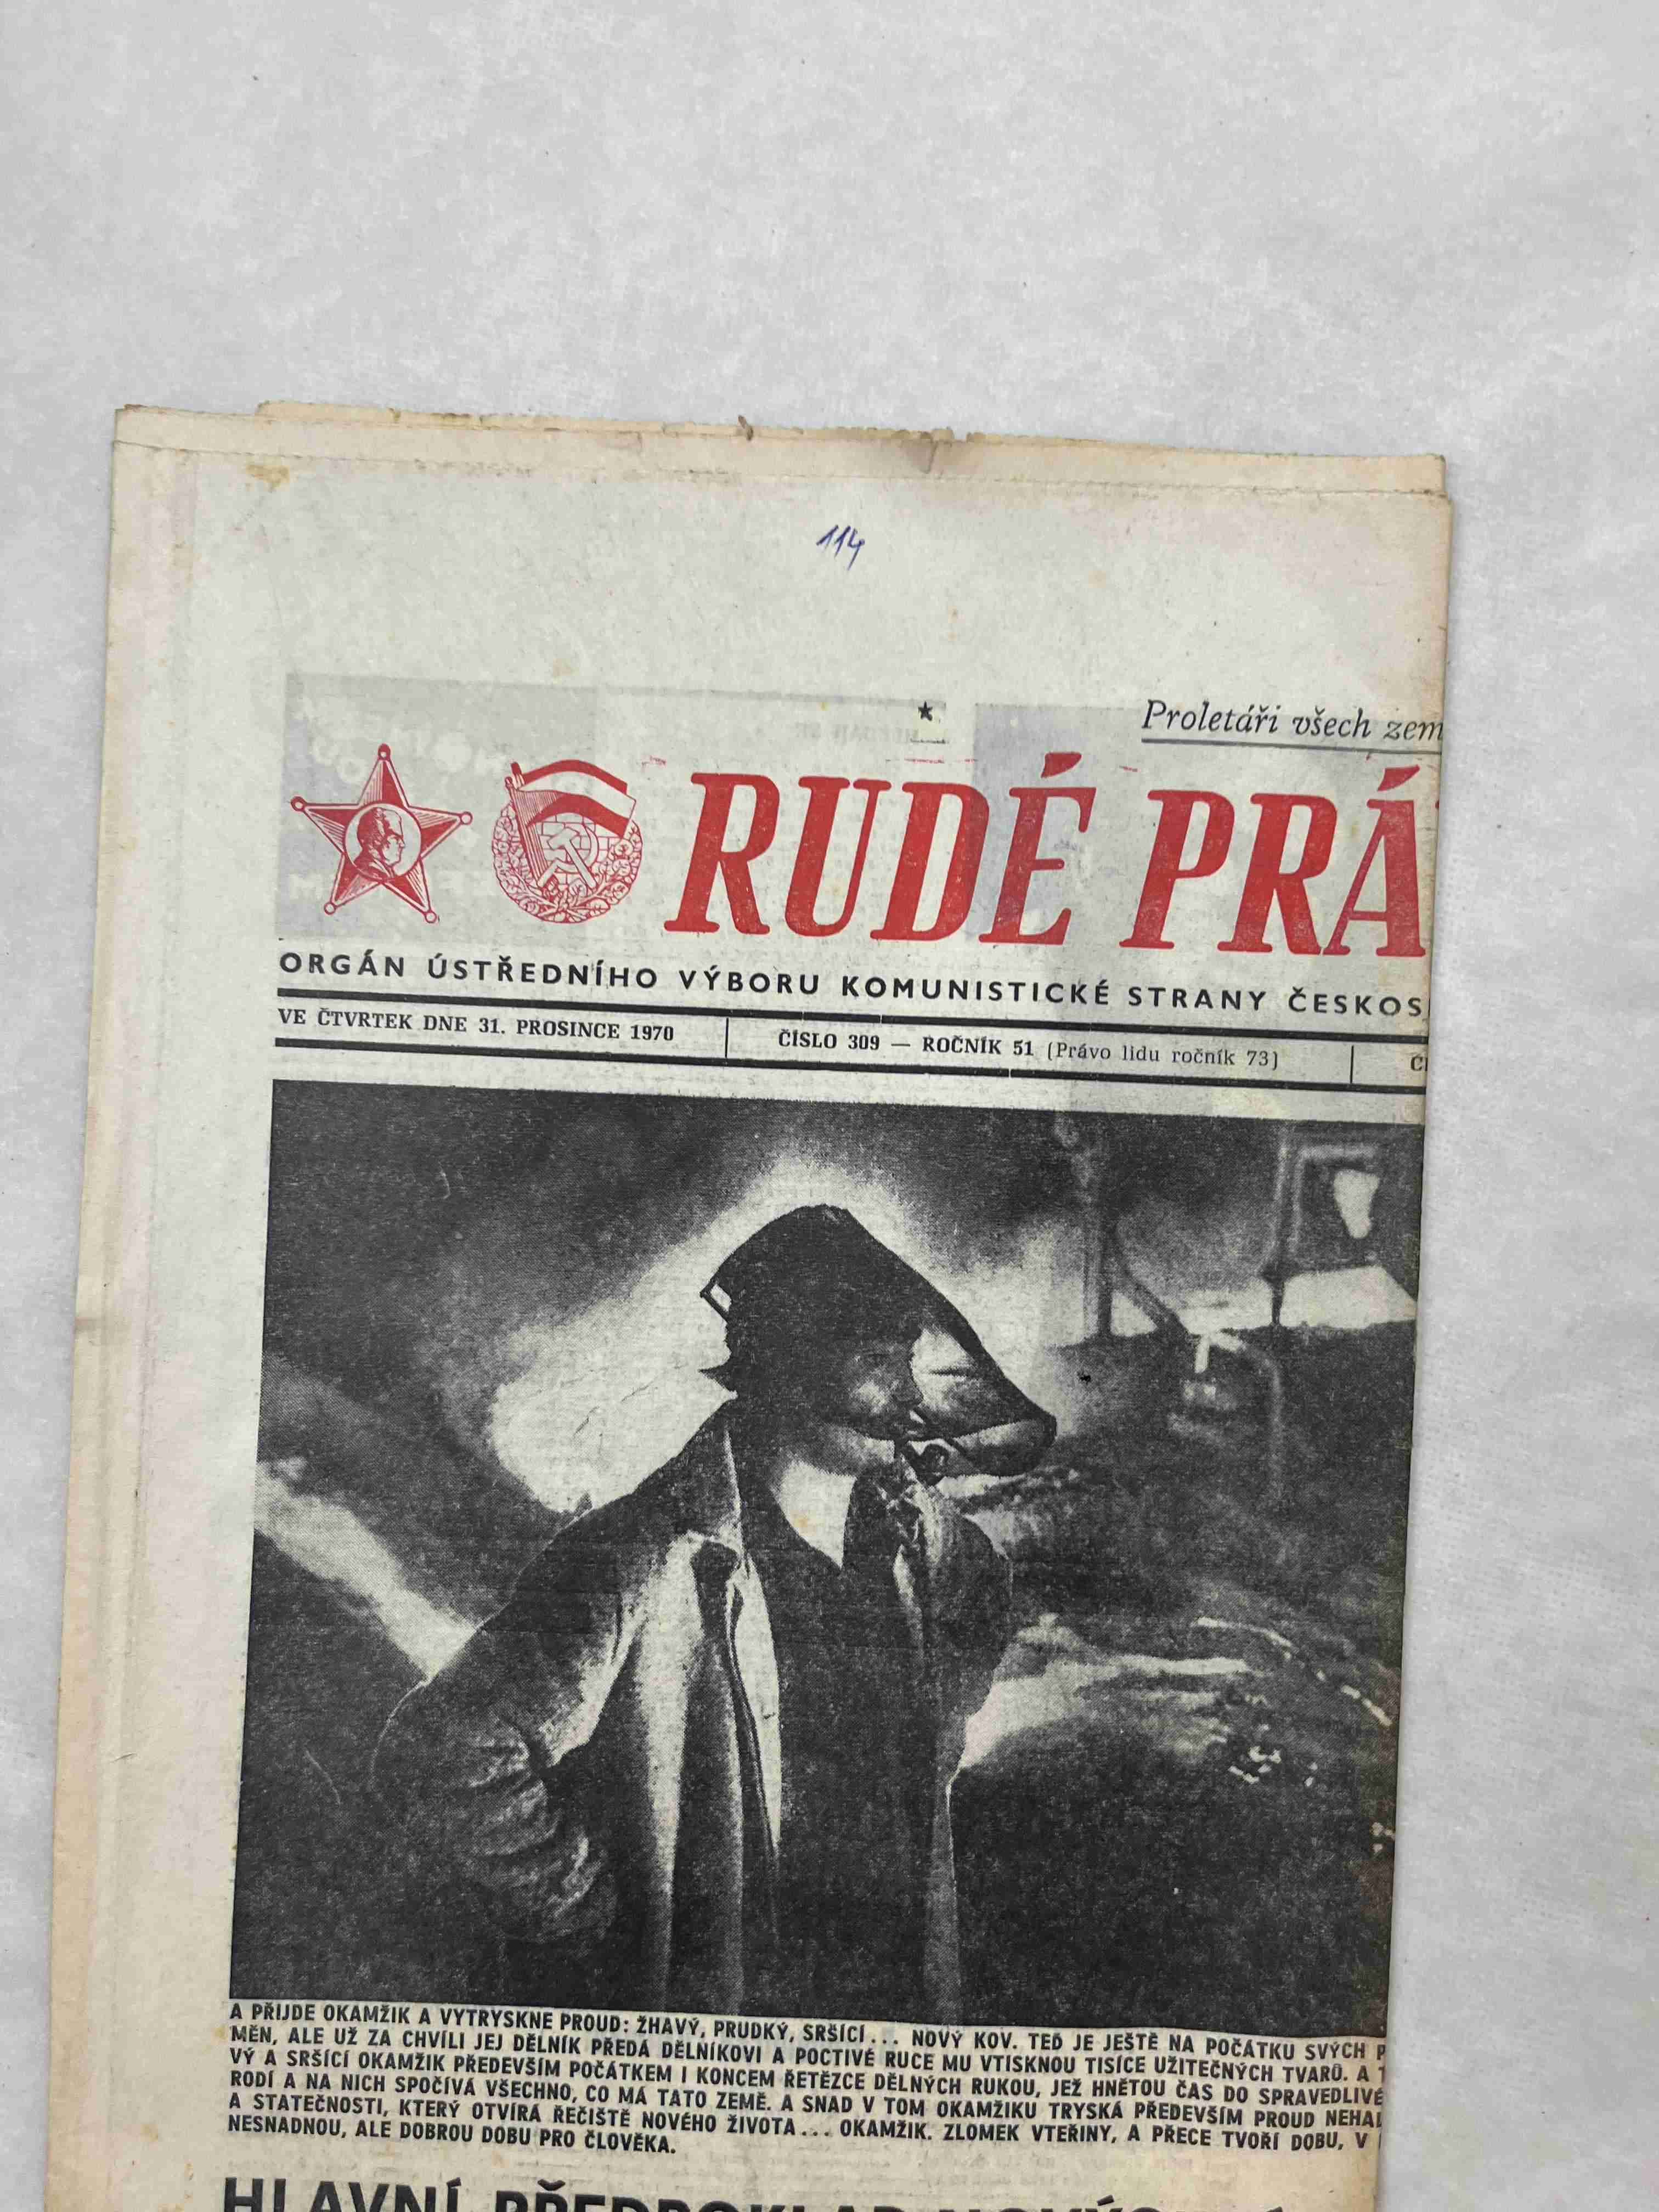 114
Proletáři všech zem
RUDÉ PRÁ
ORGÁN ÚSTŘEDNÍHO VÝBORU KOMUNISTICKÉ STRANY ČESKOS
VE ČTVRTEK DNE 31. PROSINCE 1970
ČÍSLO 309 — ROČNÍK 51 (Právo lidu ročník 73)
A PŘIJDE OKAMŽIK A VYTRYSKNE PROUD: ŽHAVÝ, PRUDKÝ, SRŠÍCÍ... NOVÝ KOV. TEĎ JE JEŠTĚ NA POČÁTKU SVÝCH P
MĚN, ALE UŽ ZA CHVÍLI JEJ DĚLNÍK PŘEDÁ DĚLNÍKOVI A POCTIVÉ RUCE MU VTISKNOU TISÍCE UŽITEČNÝCH TVARŮ. A T
VÝ A SRŠÍCÍ OKAMŽIK PŘEDEVŠÍM POČÁTKEM I KONCEM ŘETĚZCE DĚLNÝCH RUKOU, JEŽ HNĚTOU ČAS DO SPRAVEDLIVÉ
RODÍ A NA NICH SPOČÍVÁ VŠECHNO, CO MÁ TATO ZEMĚ. A SNAD V TOM OKAMŽIKU TRYSKÁ PŘEDEVŠÍM PROUD NEHAL
A STATEČNOSTI, KTERÝ OTVÍRÁ ŘEČIŠTĚ NOVÉHO ŽIVOTA... OKAMŽIK. ZLOMEK VTEŘINY, A PŘECE TVOŘÍ DOBU, V
NESNADNOU, ALE DOBROU DOBU PRO ČLOVĚKA.
HLAVNÍ PŘEDPOKLAD